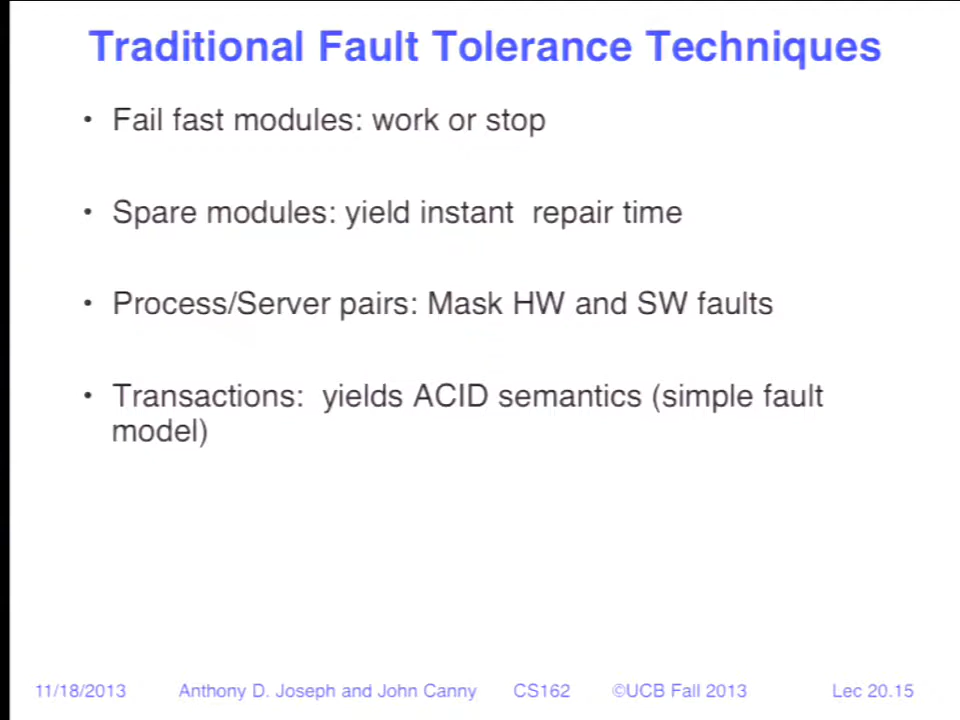 Traditional Fault Tolerance Techniques
• Fail fast modules: work or stop
• Spare modules: yield instant  repair time
• Process/Server pairs: Mask HW and SW faults
• Transactions:  yields ACID semantics (simple fault
model)
11/18/2013 Anthony D. Joseph and John Canny CS162 ©UCB Fall 2013 Lec 20.15